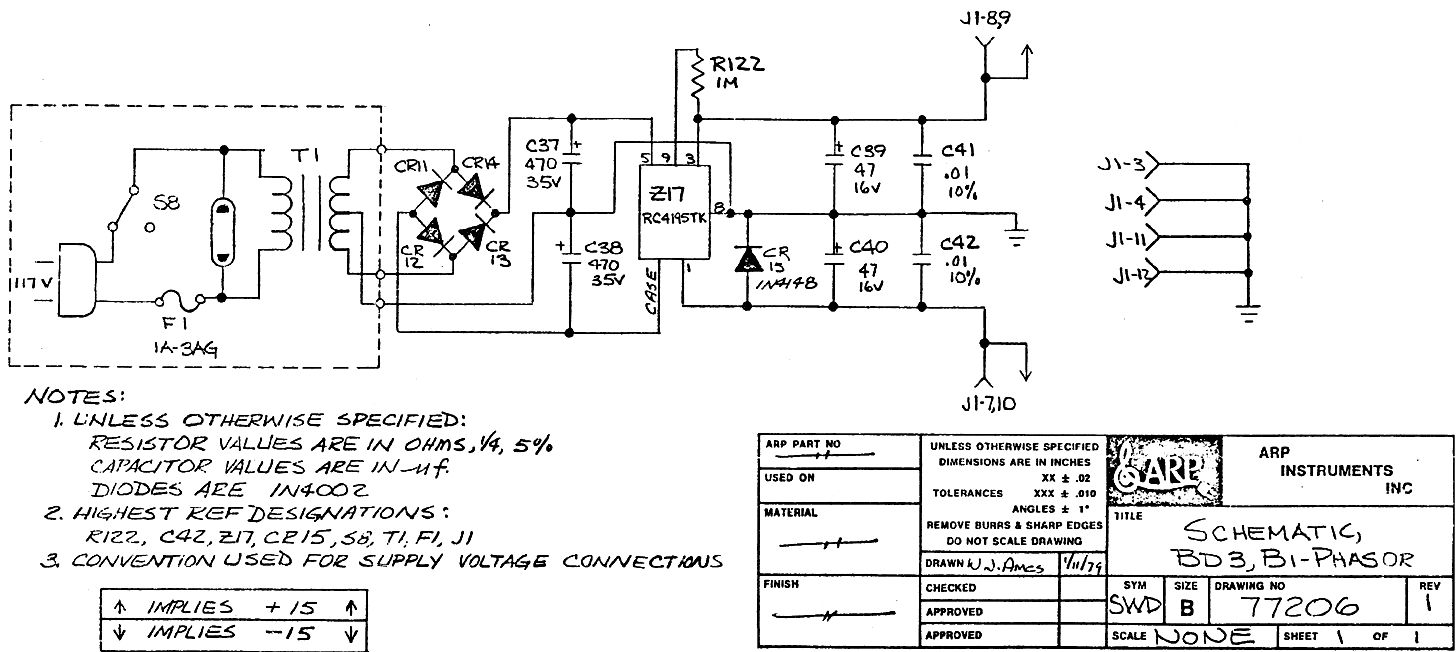 J1-8,9
R122
1M
T1
CR11
CR14
C37
470
35V
5
9
3
C39
47
16V
C41
.01
10%
J1-3
S8
Z17
RC4195TK
8
J1-4
117V
CR
12
CR
13
C38
470
35V
CASE
1
CR
15
1N4148
C40
47
16V
C42
.01
10%
J1-11
J1-12
F1
1A-3AG
J1-7,10
NOTES:
1. UNLESS OTHERWISE SPECIFIED:
RESISTOR VALUES ARE IN OHMS, 1/4, 5%
CAPACITOR VALUES ARE IN uf.
DIODES ARE 1N4002
2. HIGHEST REF DESIGNATIONS:
R122, C42, Z17, CR15, S8, T1, F1, J1
3. CONVENTION USED FOR SUPPLY VOLTAGE CONNECTIONS
↑ IMPLIES +15 ↑
↓ IMPLIES -15 ↓
ARP PART NO
USED ON
MATERIAL
FINISH
UNLESS OTHERWISE SPECIFIED
DIMENSIONS ARE IN INCHES
XX ± .02
TOLERANCES XXX ± .010
ANGLES ± 1°
REMOVE BURRS & SHARP EDGES
DO NOT SCALE DRAWING
DRAWN W.J. Ames 1/11/79
CHECKED
APPROVED
APPROVED
ARP
ARP
INSTRUMENTS
INC
TITLE
SCHEMATIC,
BD3, BI-PHASOR
SYM SIZE DRAWING NO REV
SWD B 77206 1
SCALE NONE SHEET 1 OF 1